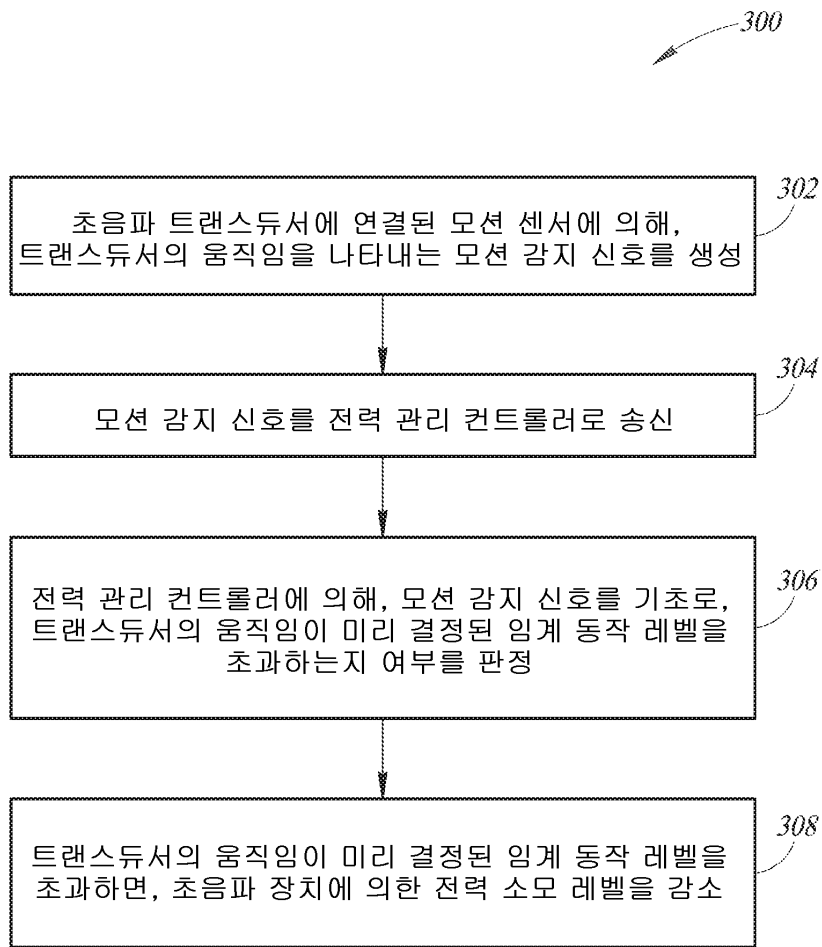 300
302
초음파 트랜스듀서에 연결된 모션 센서에 의해,
트랜스듀서의 움직임을 나타내는 모션 감지 신호를 생성
304
모션 감지 신호를 전력 관리 컨트롤러로 송신
306
전력 관리 컨트롤러에 의해, 모션 감지 신호를 기초로,
트랜스듀서의 움직임이 미리 결정된 임계 동작 레벨을
초과하는지 여부를 판정
308
트랜스듀서의 움직임이 미리 결정된 임계 동작 레벨을
초과하면, 초음파 장치에 의한 전력 소모 레벨을 감소